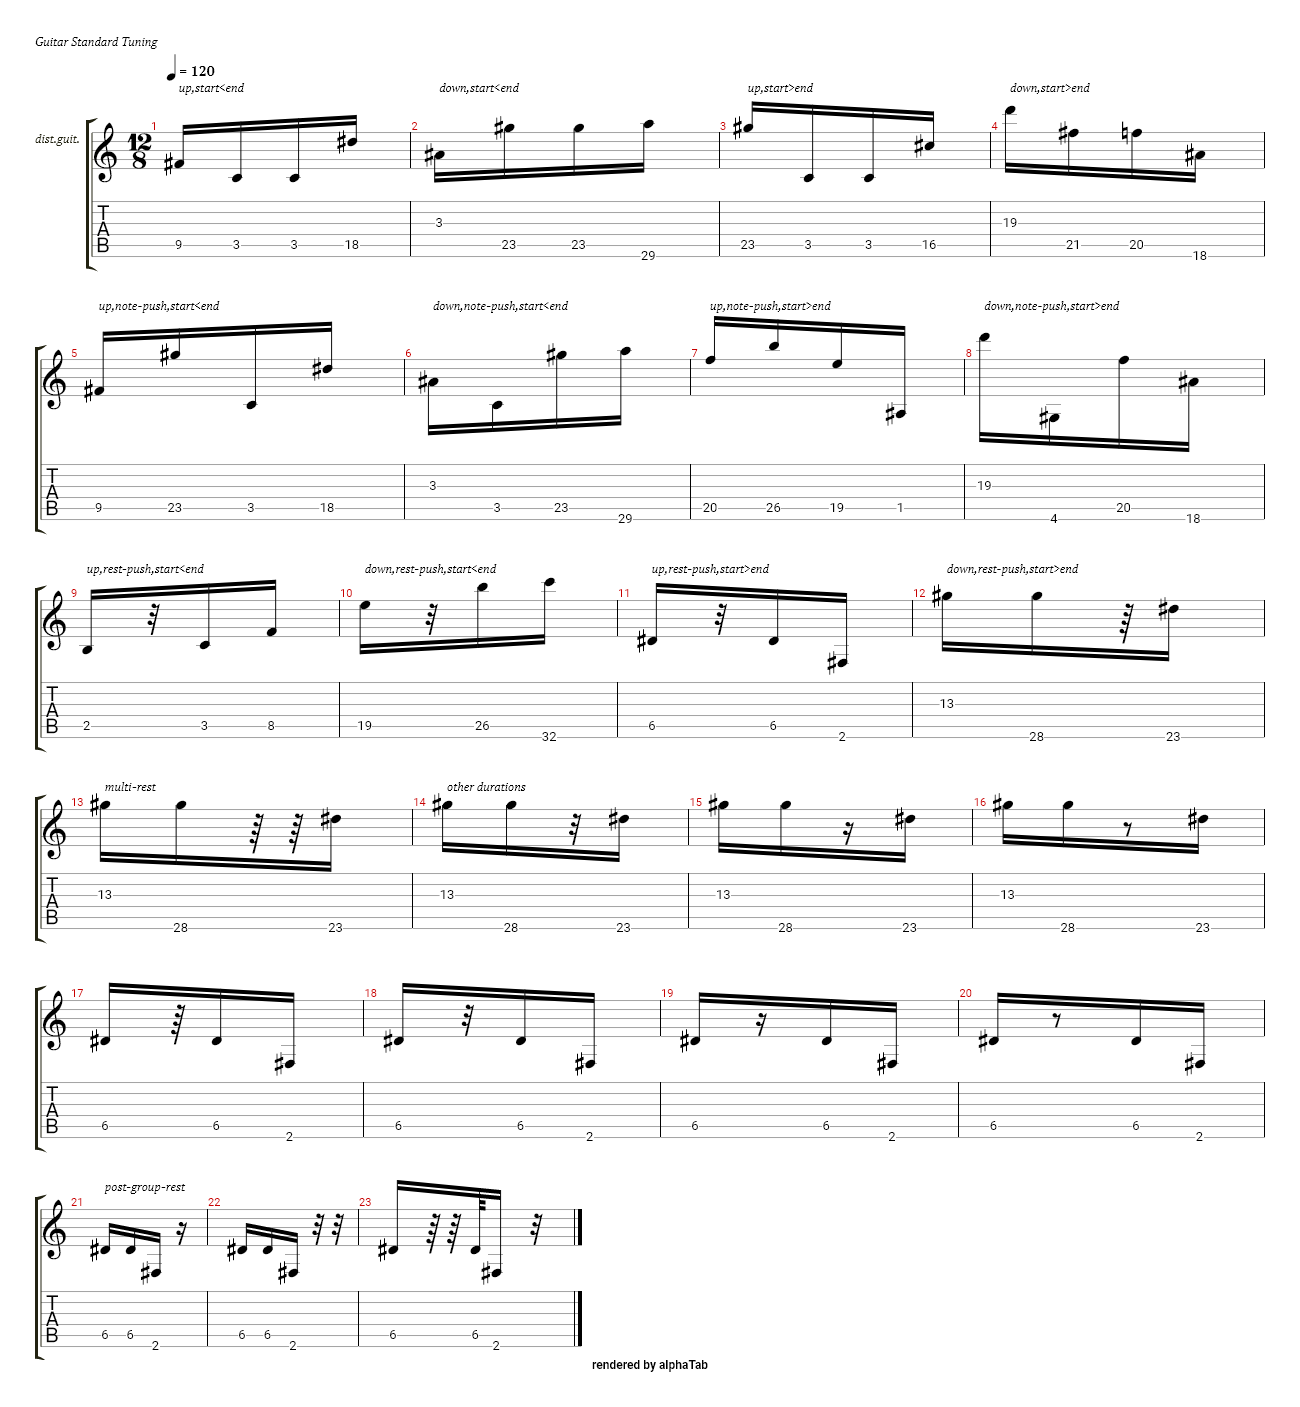 Guitar Standard Tuning
= 120
up,start<end down,start<end up,start>end down,start>end
dist.guit. 1 12 8 2 3 4
T
A
B
3 19
9 3 3 18 23 23 23 3 3 16 21 20
29 18
up,note-push,start<end down,note-push,start<end up,note-push,start>end down,note-push,start>end
5 6 7 8
T
A
B
3 19
9 23 3 18 3 23 20 26 19 1 20
29 4 18
up,rest-push,start<end down,rest-push,start<end up,rest-push,start>end down,rest-push,start>end
9 10 11 12
T
A
B
13
2 3 8 19 26 6 6
32 2 28 23
multi-rest other durations
13 14 15 16
T
A
B
13 13 13 13
28 23 28 23 28 23 28 23
17 18 19 20
T
A
B
6 6 6 6 6 6 6 6
2 2 2 2
post-group-rest
21 22 23
T
A
B
6 6 6 6 6 6
2 2 2
rendered by alphaTab